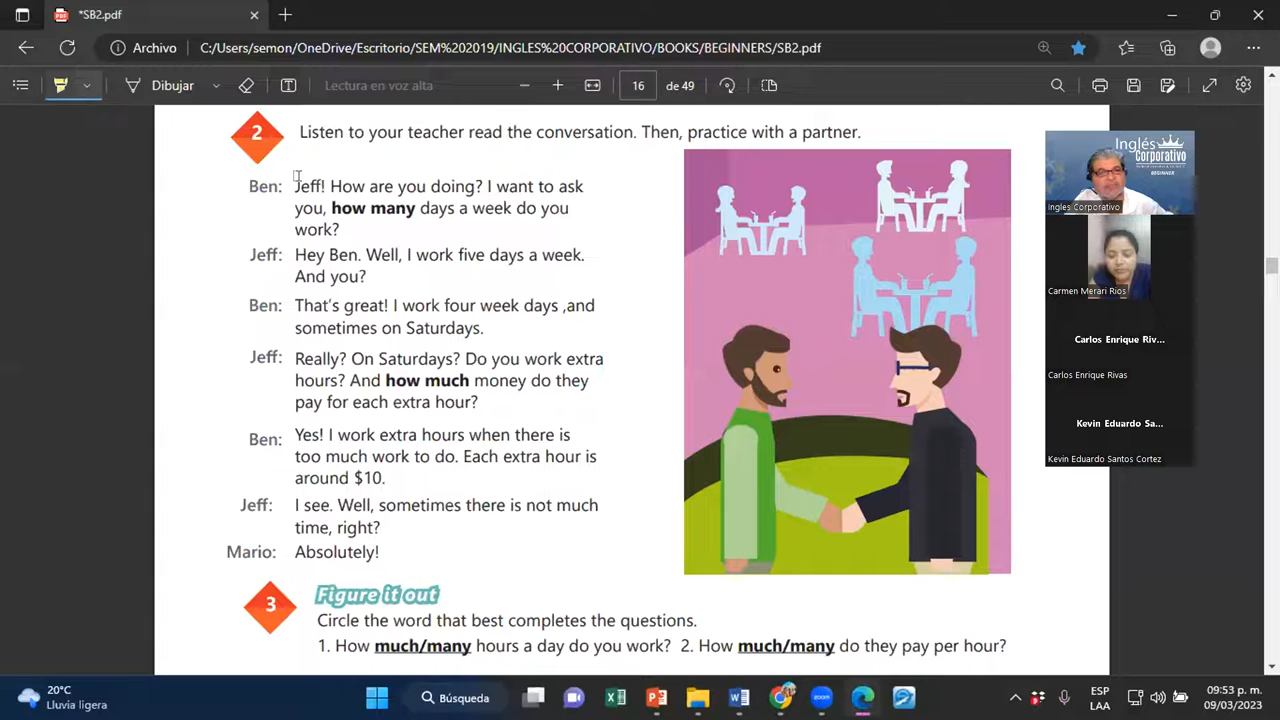 *SB2.pdf
Archivo
C:/Users/semon/OneDrive/Escritorio/SEM%202019/INGLES%20CORPORATIVO/BOOKS/BEGINNERS/SB2.pdf
Dibujar
Lectura en voz alta
16
de 49
2
Listen to your teacher read the conversation. Then, practice with a partner.
Ben: Jeff! How are you doing? I want to ask
you, how many days a week do you
work?
Jeff: Hey Ben. Well, I work five days a week.
And you?
Ben: That's great! I work four week days ,and
sometimes on Saturdays.
Jeff: Really? On Saturdays? Do you work extra
hours? And how much money do they
pay for each extra hour?
Ben: Yes! I work extra hours when there is
too much work to do. Each extra hour is
around $10.
Jeff: I see. Well, sometimes there is not much
time, right?
Mario: Absolutely!
3
Figure it out
Circle the word that best completes the questions.
1. How much/many hours a day do you work? 2. How much/many do they pay per hour?
Inglés
Corporativo
BEGINNER
Ingles Corporativo
Carmen Merari Rios
Carlos Enrique Riv...
Carlos Enrique Rivas
Kevin Eduardo Sa...
Kevin Eduardo Santos Cortez
20°C
Lluvia ligera
Búsqueda
ESP
LAA
09:53 p. m.
09/03/2023